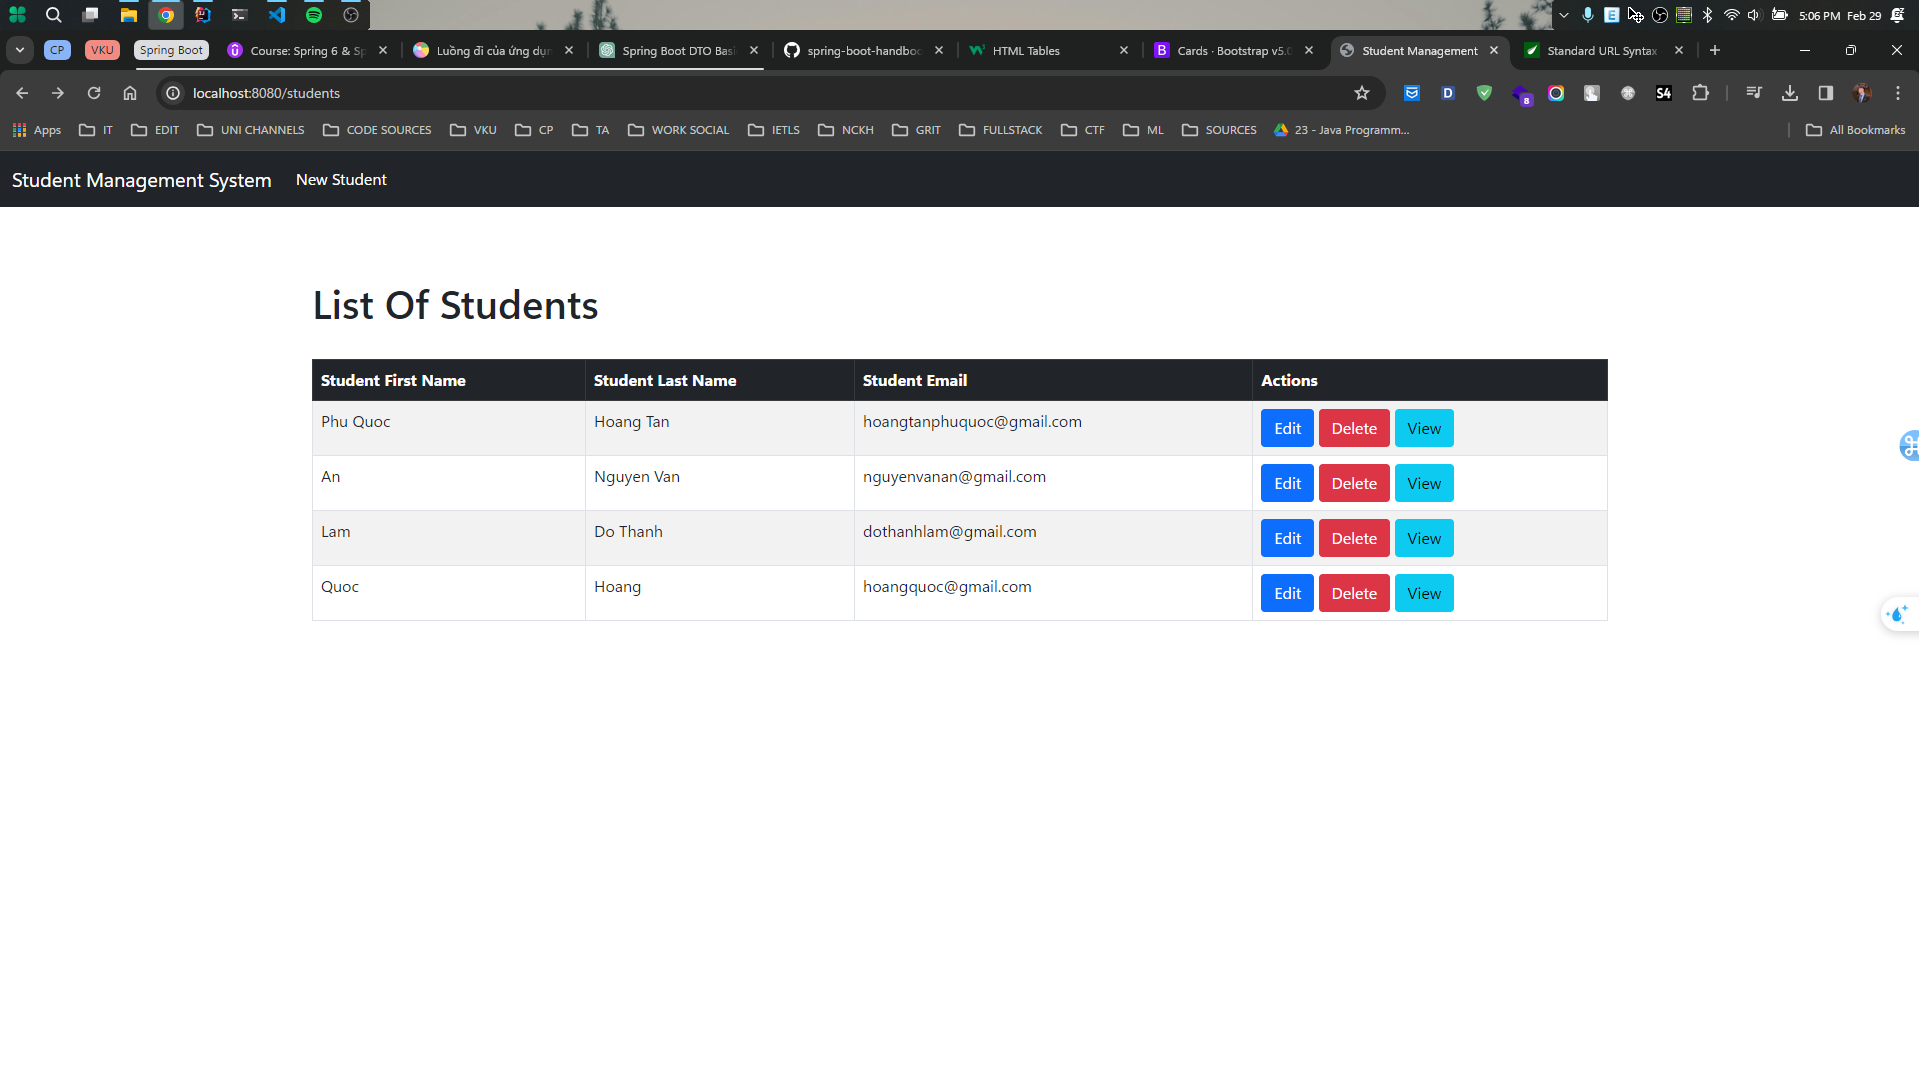 5:06 PM Feb 29
CP
VKU
Spring Boot
Course: Spring 6 & Sp
Luồng đi của ứng dụn
Spring Boot DTO Basi
spring-boot-handboo
HTML Tables
Cards · Bootstrap v5.0
Student Management
Standard URL Syntax
localhost:8080/students
Apps
IT
EDIT
UNI CHANNELS
CODE SOURCES
VKU
CP
TA
WORK SOCIAL
IETLS
NCKH
GRIT
FULLSTACK
CTF
ML
SOURCES
23 - Java Programm...
All Bookmarks
Student Management System New Student
List Of Students
Student First Name Student Last Name Student Email Actions
Phu Quoc Hoang Tan hoangtanphuquoc@gmail.com Edit Delete View
An Nguyen Van nguyenvanan@gmail.com Edit Delete View
Lam Do Thanh dothanhlam@gmail.com Edit Delete View
Quoc Hoang hoangquoc@gmail.com Edit Delete View